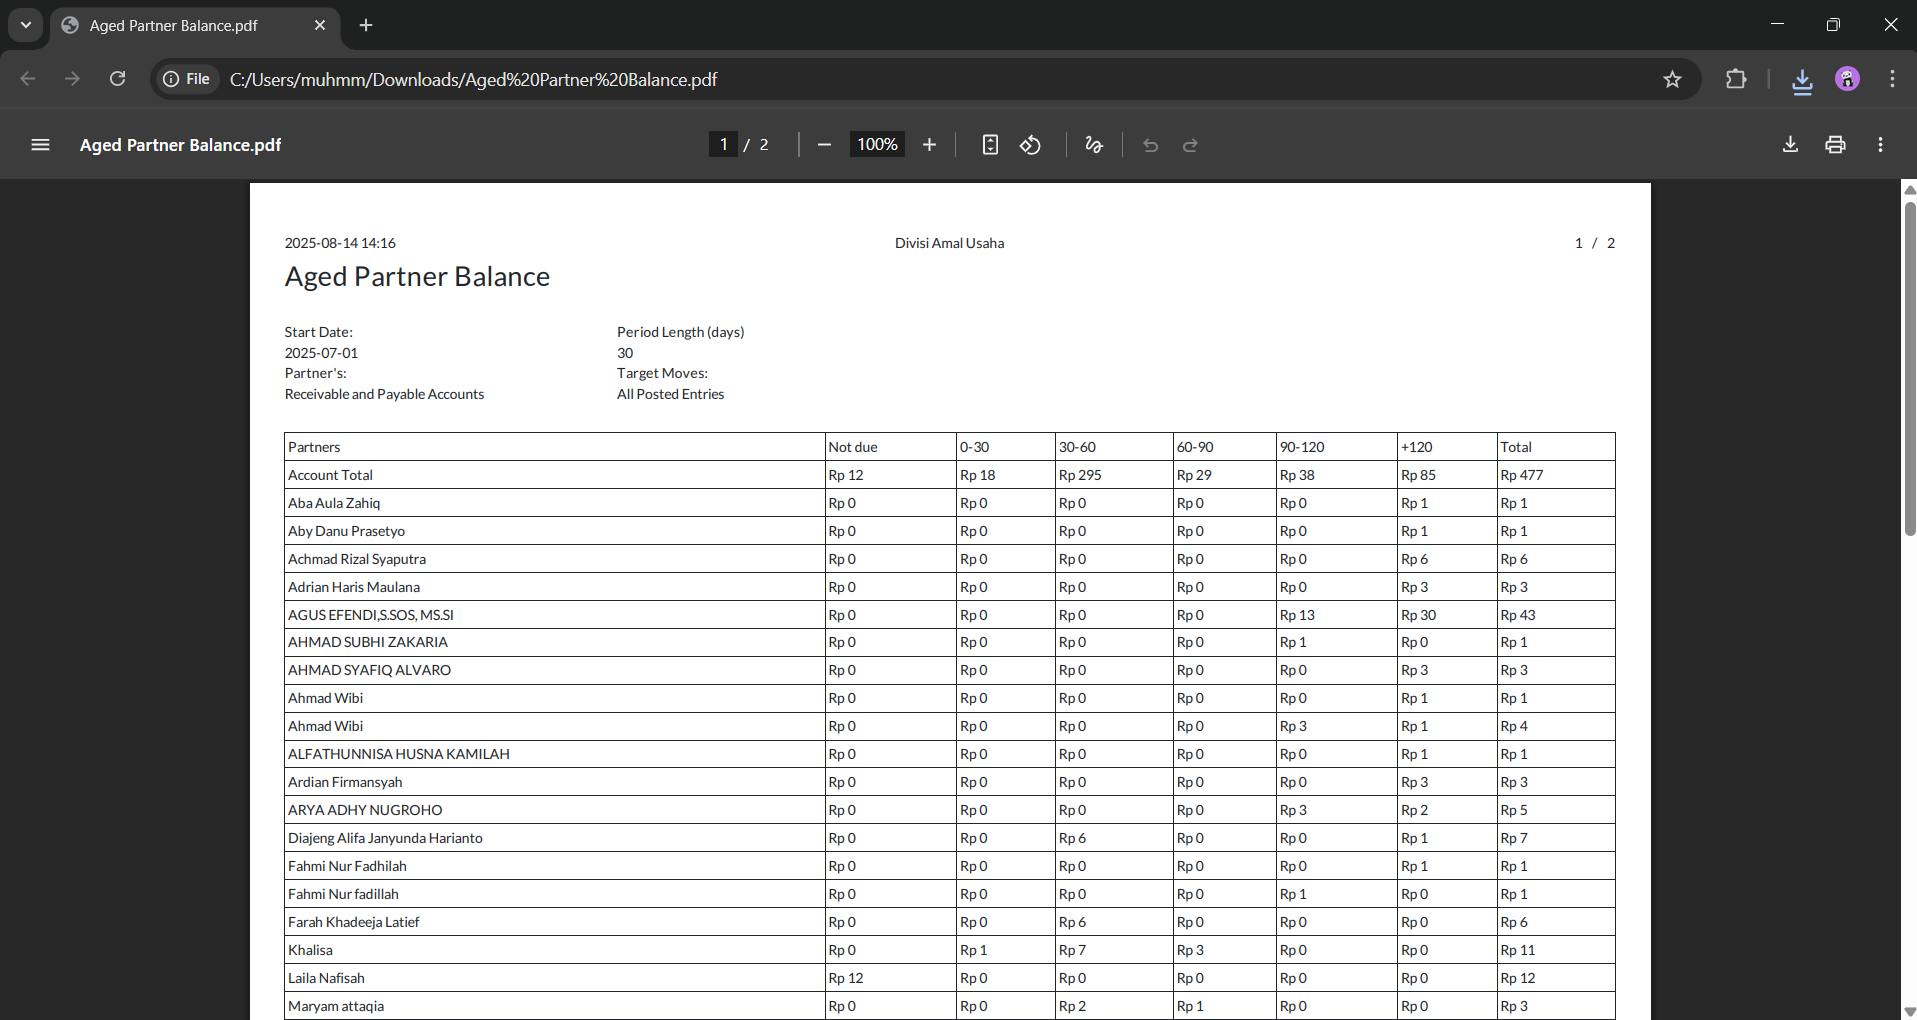 Aged Partner Balance.pdf
File C:/Users/muhmm/Downloads/Aged%20Partner%20Balance.pdf
Aged Partner Balance.pdf 1 / 2 100%
2025-08-14 14:16 Divisi Amal Usaha 1 / 2
Aged Partner Balance
Start Date: Period Length (days)
2025-07-01 30
Partner's: Target Moves:
Receivable and Payable Accounts All Posted Entries
Partners Not due 0-30 30-60 60-90 90-120 +120 Total
Account Total Rp 12 Rp 18 Rp 295 Rp 29 Rp 38 Rp 85 Rp 477
Aba Aula Zahiq Rp 0 Rp 0 Rp 0 Rp 0 Rp 0 Rp 1 Rp 1
Aby Danu Prasetyo Rp 0 Rp 0 Rp 0 Rp 0 Rp 0 Rp 1 Rp 1
Achmad Rizal Syaputra Rp 0 Rp 0 Rp 0 Rp 0 Rp 0 Rp 6 Rp 6
Adrian Haris Maulana Rp 0 Rp 0 Rp 0 Rp 0 Rp 0 Rp 3 Rp 3
AGUS EFENDI,S.SOS, MS.SI Rp 0 Rp 0 Rp 0 Rp 0 Rp 13 Rp 30 Rp 43
AHMAD SUBHI ZAKARIA Rp 0 Rp 0 Rp 0 Rp 0 Rp 1 Rp 0 Rp 1
AHMAD SYAFIQ ALVARO Rp 0 Rp 0 Rp 0 Rp 0 Rp 0 Rp 3 Rp 3
Ahmad Wibi Rp 0 Rp 0 Rp 0 Rp 0 Rp 0 Rp 1 Rp 1
Ahmad Wibi Rp 0 Rp 0 Rp 0 Rp 0 Rp 3 Rp 1 Rp 4
ALFATHUNNISA HUSNA KAMILAH Rp 0 Rp 0 Rp 0 Rp 0 Rp 0 Rp 1 Rp 1
Ardian Firmansyah Rp 0 Rp 0 Rp 0 Rp 0 Rp 0 Rp 3 Rp 3
ARYA ADHY NUGROHO Rp 0 Rp 0 Rp 0 Rp 0 Rp 3 Rp 2 Rp 5
Diajeng Alifa Janyunda Harianto Rp 0 Rp 0 Rp 6 Rp 0 Rp 0 Rp 1 Rp 7
Fahmi Nur Fadhilah Rp 0 Rp 0 Rp 0 Rp 0 Rp 0 Rp 1 Rp 1
Fahmi Nur fadillah Rp 0 Rp 0 Rp 0 Rp 0 Rp 1 Rp 0 Rp 1
Farah Khadeeja Latief Rp 0 Rp 0 Rp 6 Rp 0 Rp 0 Rp 0 Rp 6
Khalisa Rp 0 Rp 1 Rp 7 Rp 3 Rp 0 Rp 0 Rp 11
Laila Nafisah Rp 12 Rp 0 Rp 0 Rp 0 Rp 0 Rp 0 Rp 12
Maryam attaqia Rp 0 Rp 0 Rp 2 Rp 1 Rp 0 Rp 0 Rp 3